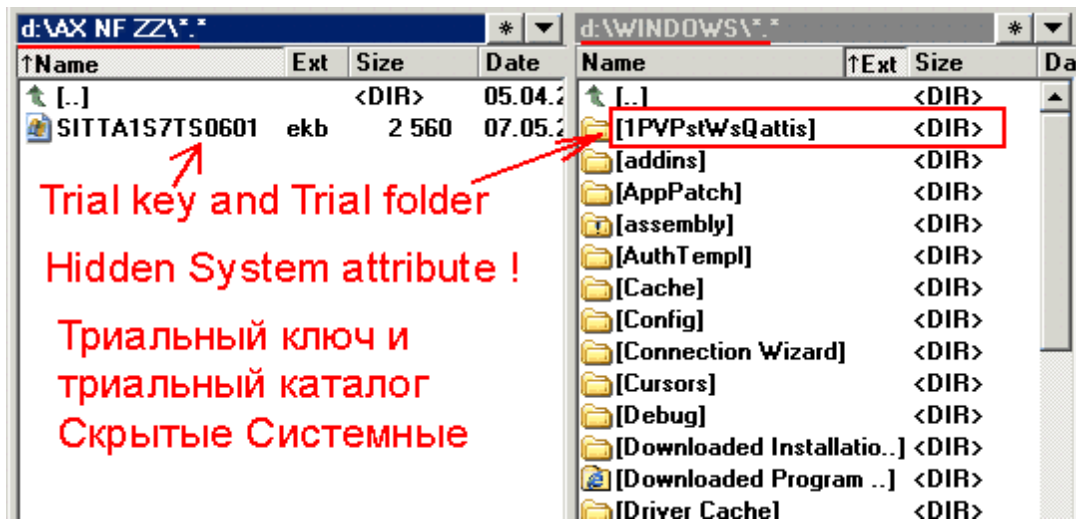 d:\AX NF ZZ\*.*
* ▼
↑Name Ext Size Date
[..] <DIR> 05.04.2
SITTA1S7TS0601 ekb 2 560 07.05.2
Trial key and Trial folder
Hidden System attribute !
Триальный ключ и
триальный каталог
Скрытые Системные
d:\WINDOWS\*.*
* ▼
Name ↑Ext Size Da
[..] <DIR>
[1PVPstWsQattis] <DIR>
[addins] <DIR>
[AppPatch] <DIR>
[assembly] <DIR>
[AuthTempl] <DIR>
[Cache] <DIR>
[Config] <DIR>
[Connection Wizard] <DIR>
[Cursors] <DIR>
[Debug] <DIR>
[Downloaded Installatio..] <DIR>
[Downloaded Program ..] <DIR>
[Driver Cache] <DIR>